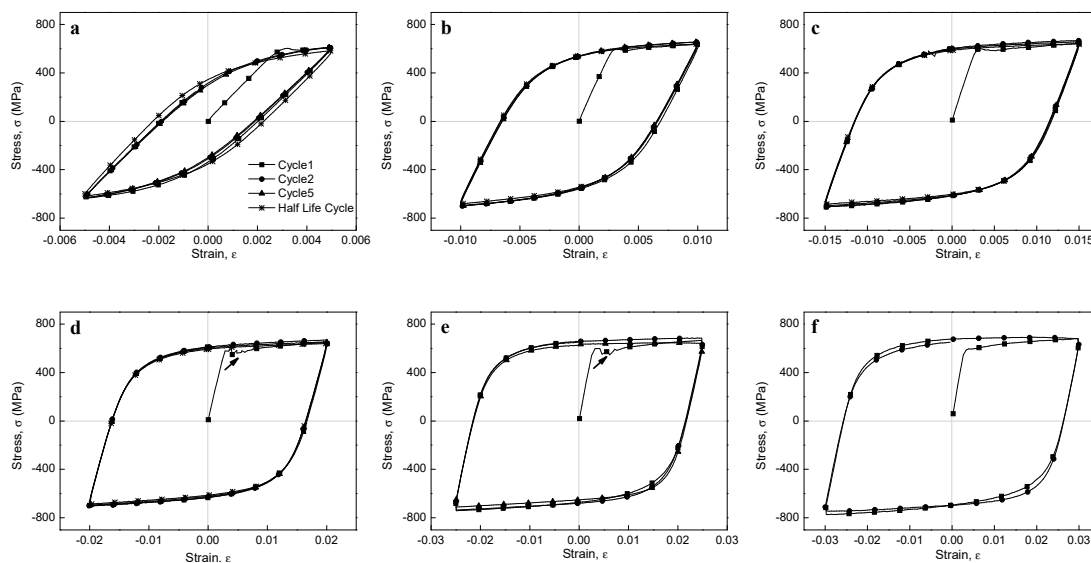 a
b
c
800
400
0
-400
-800
Stress, σ (MPa)
-0.006 -0.004 -0.002 0.000 0.002 0.004 0.006
Strain, ε
Cycle1
Cycle2
Cycle5
Half Life Cycle
800
400
0
-400
-800
Stress, σ (MPa)
-0.010 -0.005 0.000 0.005 0.010
Strain, ε
800
400
0
-400
-800
Stress, σ (MPa)
-0.015 -0.010 -0.005 0.000 0.005 0.010 0.015
Strain, ε
d
e
f
800
400
0
-400
-800
Stress, σ (MPa)
-0.02 -0.01 0.00 0.01 0.02
Strain, ε
800
400
0
-400
-800
Stress, σ (MPa)
-0.03 -0.02 -0.01 0.00 0.01 0.02 0.03
Strain, ε
800
400
0
-400
-800
Stress, σ (MPa)
-0.03 -0.02 -0.01 0.00 0.01 0.02 0.03
Strain, ε